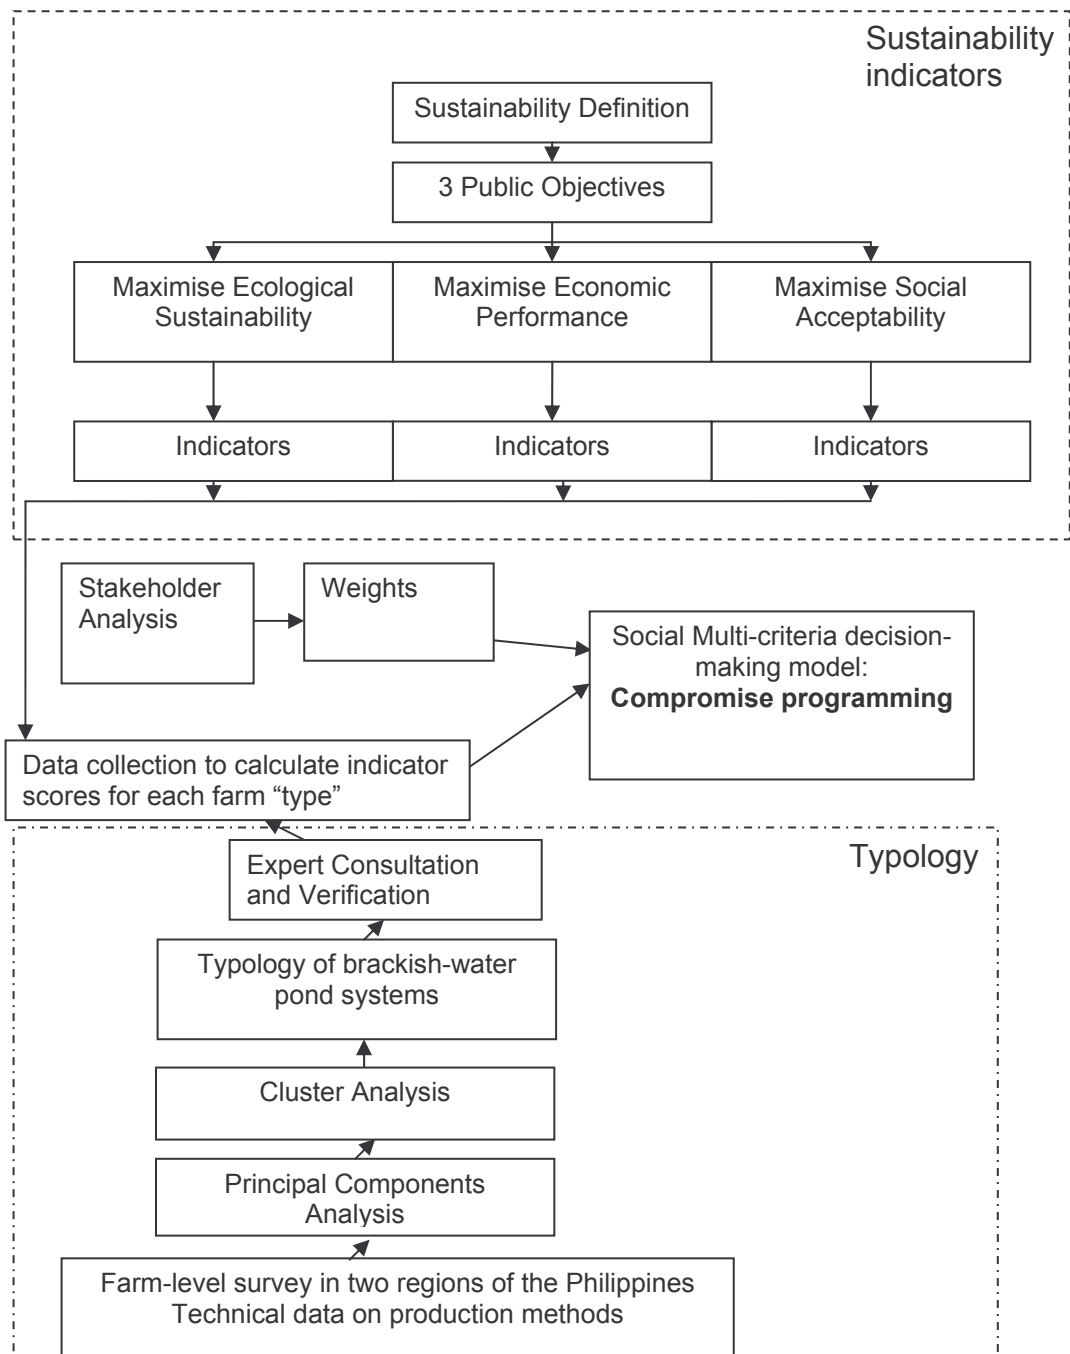 Sustainability
indicators
Sustainability Definition
3 Public Objectives
Maximise Ecological
Sustainability
Maximise Economic
Performance
Maximise Social
Acceptability
Indicators
Indicators
Indicators
Stakeholder
Analysis
Weights
Social Multi-criteria decision-
making model:
Compromise programming
Data collection to calculate indicator
scores for each farm “type”
Typology
Expert Consultation
and Verification
Typology of brackish-water
pond systems
Cluster Analysis
Principal Components
Analysis
Farm-level survey in two regions of the Philippines
Technical data on production methods